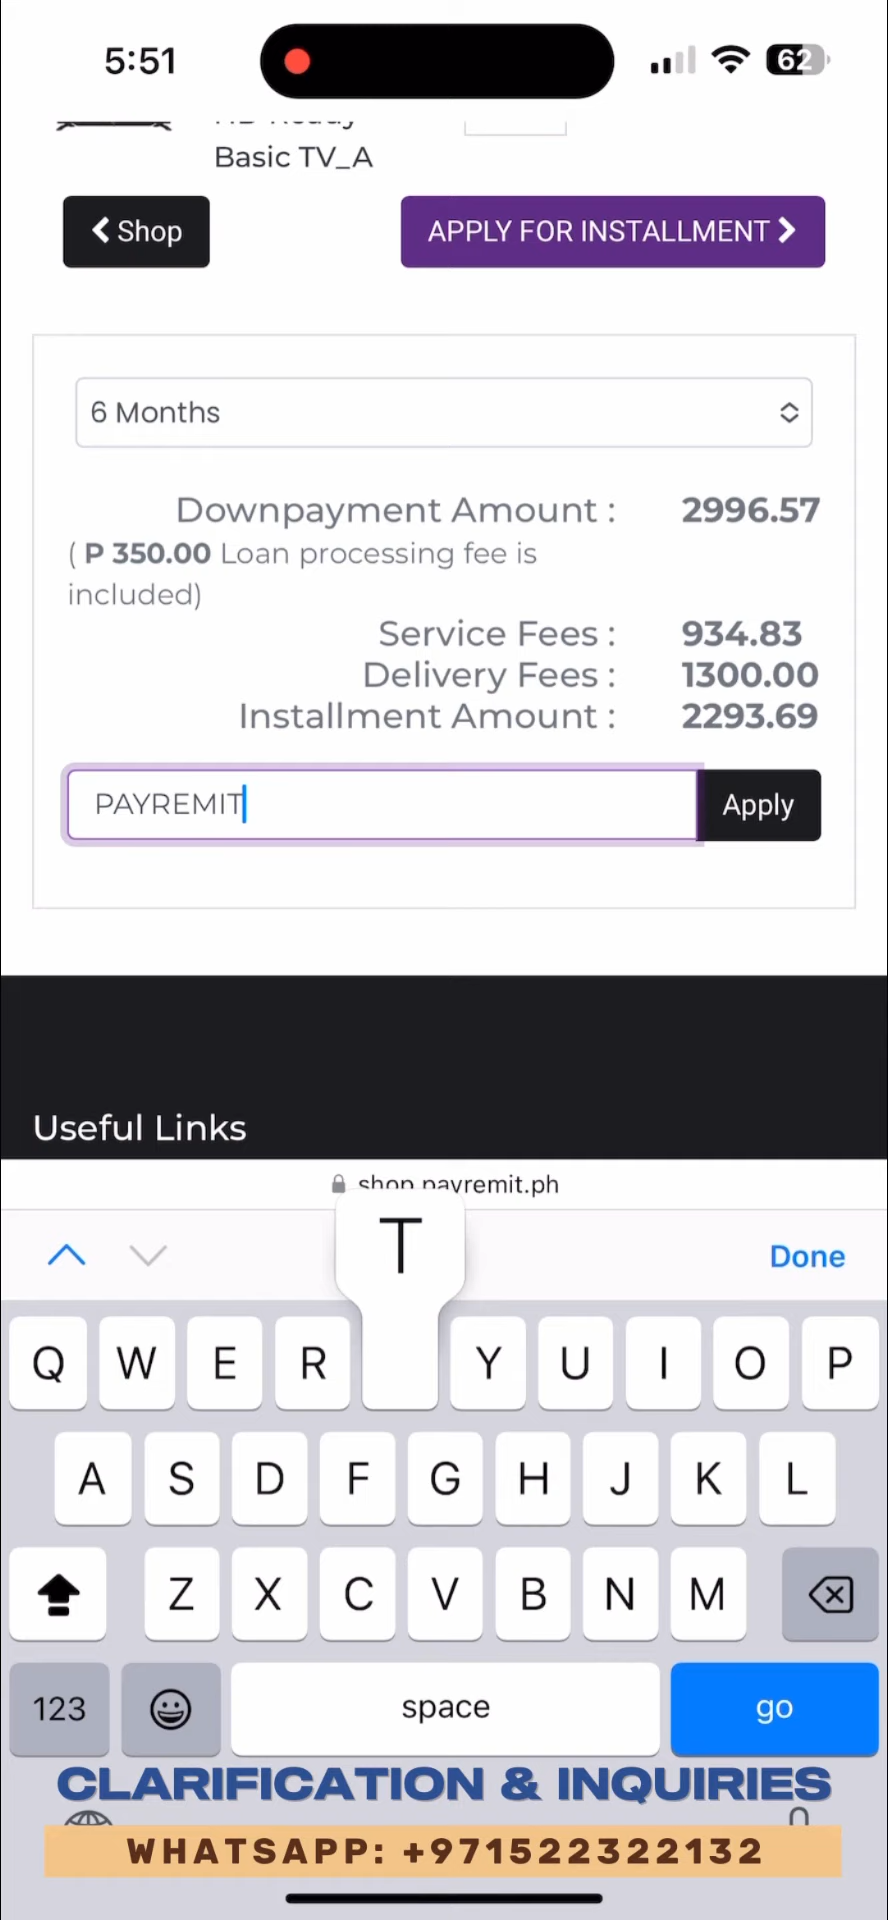 5:51
62
Basic TV_A
Shop
APPLY FOR INSTALLMENT
6 Months
Downpayment Amount : 2996.57
( P 350.00 Loan processing fee is
included)
Service Fees : 934.83
Delivery Fees : 1300.00
Installment Amount : 2293.69
PAYREMIT
Apply
Useful Links
shop.payremit.ph
T
Done
Q W E R Y U I O P
A S D F G H J K L
Z X C V B N M
123 space go
CLARIFICATION & INQUIRIES
WHATSAPP: +971522322132